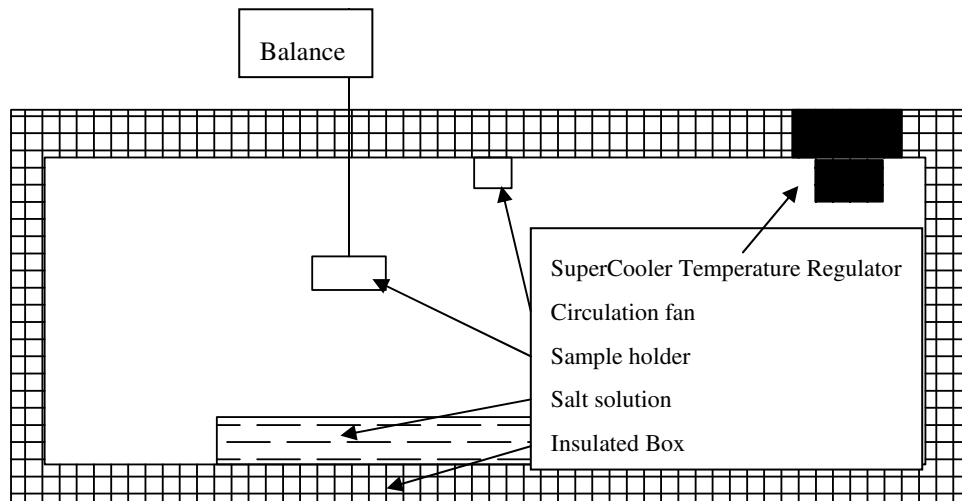 Balance
SuperCooler Temperature Regulator
Circulation fan
Sample holder
Salt solution
Insulated Box